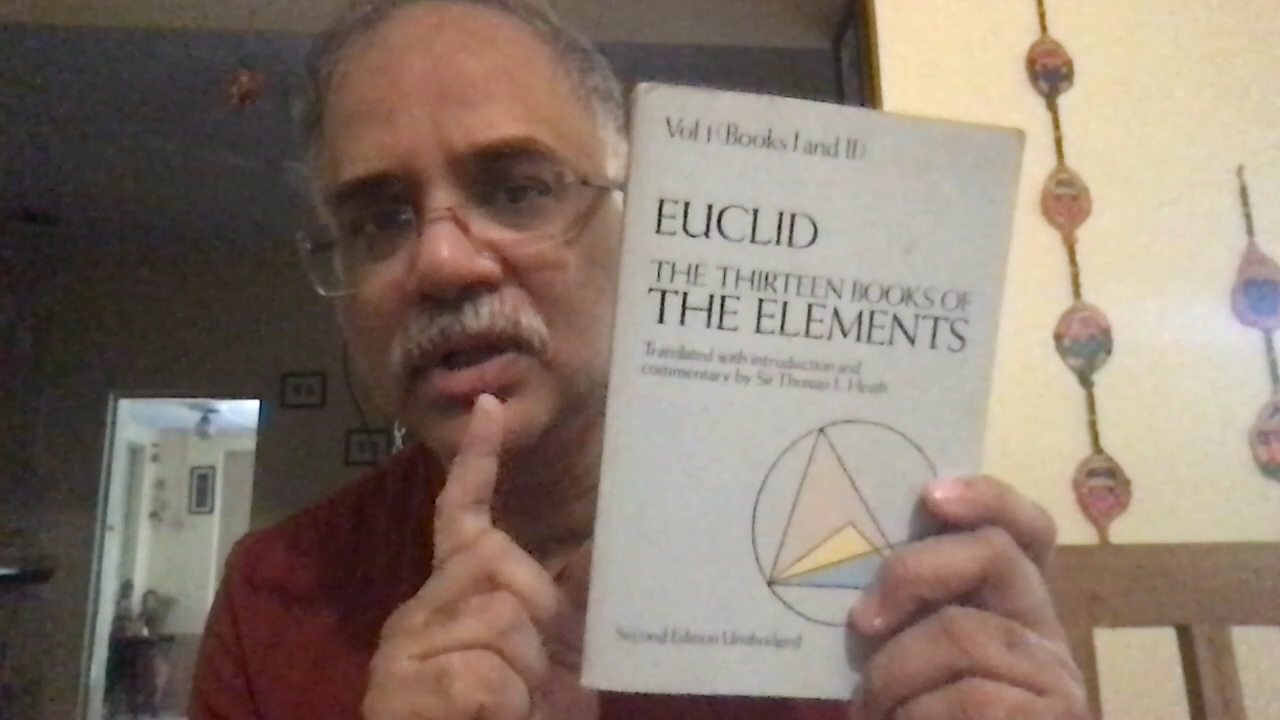 Vol 1 (Books I and II)
EUCLID
THE THIRTEEN BOOKS OF
THE ELEMENTS
Translated with introduction and
commentary by Sir Thomas L. Heath
Second Edition Unabridged